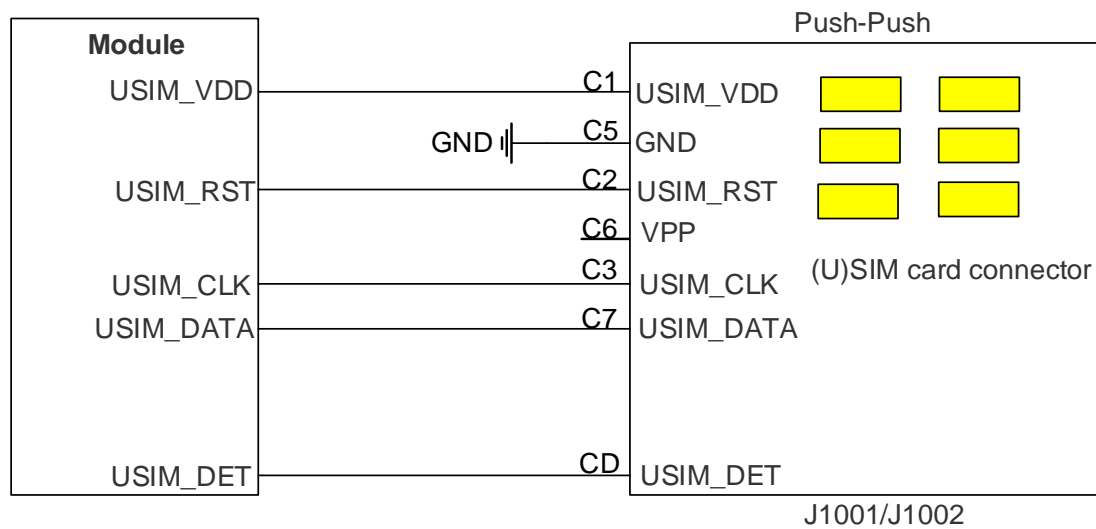 Push-Push
Module
USIM_VDD C1 USIM_VDD
GND C5 GND
USIM_RST C2 USIM_RST
C6 VPP
(U)SIM card connector
USIM_CLK C3 USIM_CLK
USIM_DATA C7 USIM_DATA
USIM_DET CD USIM_DET
J1001/J1002